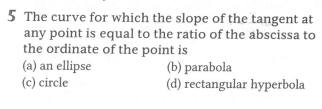 5 The curve for which the slope of the tangent at
any point is equal to the ratio of the abscissa to
the ordinate of the point is
(a) an ellipse (b) parabola
(c) circle (d) rectangular hyperbola